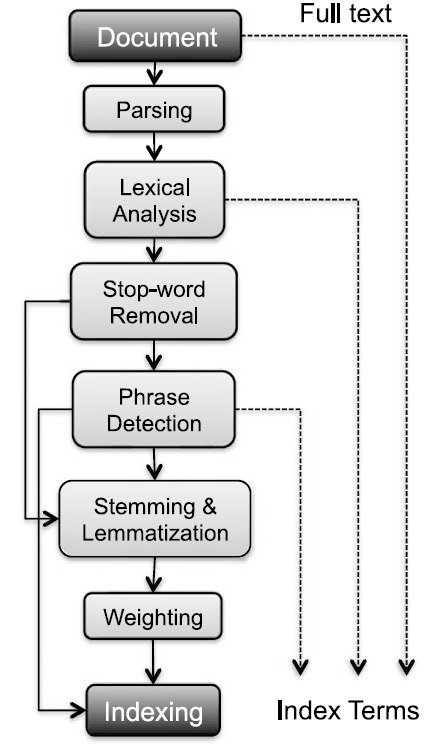 Full text
Document
Parsing
Lexical
Analysis
Stop-word
Removal
Phrase
Detection
Stemming &
Lemmatization
Weighting
Indexing
Index Terms